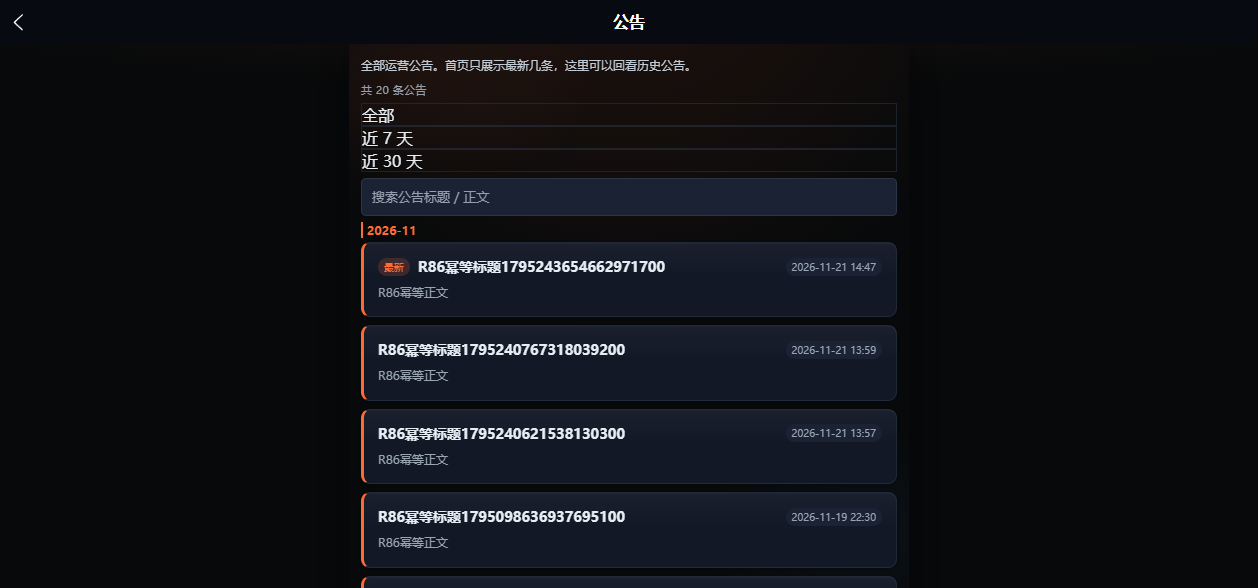 公告
全部运营公告。首页只展示最新几条，这里可以回看历史公告。
共 20 条公告
全部
近 7 天
近 30 天
搜索公告标题 / 正文
2026-11
最新 R86幂等标题1795243654662971700 2026-11-21 14:47
R86幂等正文
R86幂等标题1795240767318039200 2026-11-21 13:59
R86幂等正文
R86幂等标题1795240621538130300 2026-11-21 13:57
R86幂等正文
R86幂等标题1795098636937695100 2026-11-19 22:30
R86幂等正文